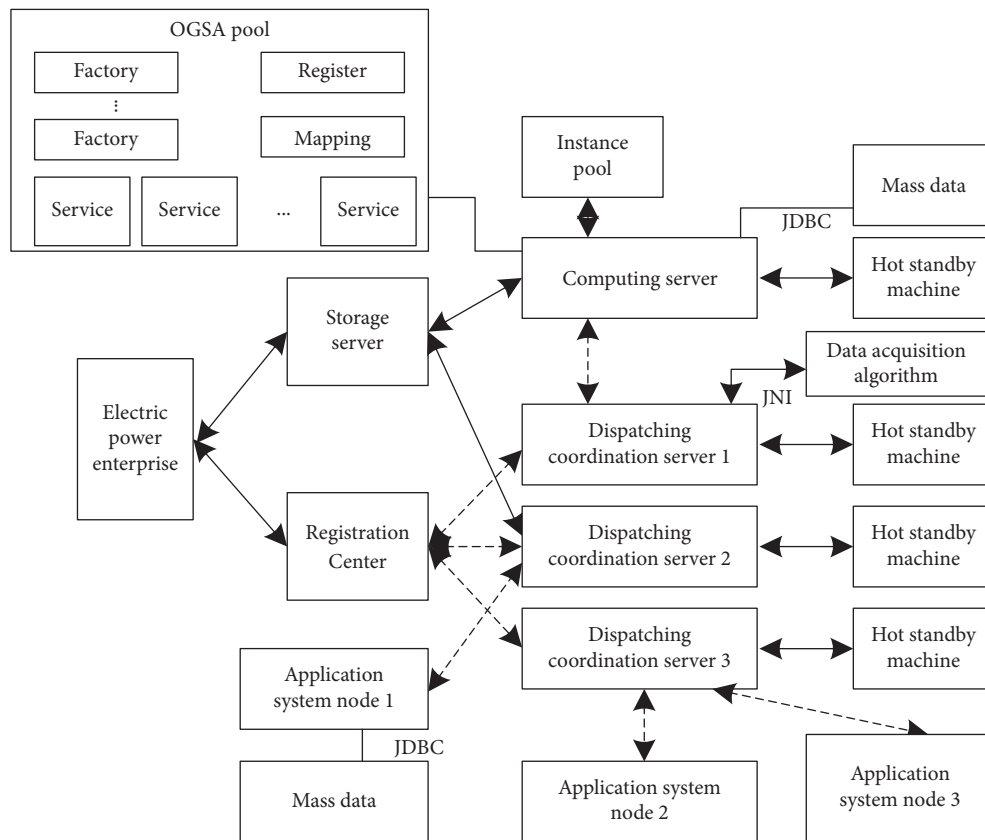 OGSA pool
Factory
Register
...
Factory
Mapping
Service
Service
...
Service
Instance
pool
Mass data
JDBC
Computing server
Hot standby
machine
Storage
server
Data acquisition
algorithm
JNI
Electric
power
enterprise
Dispatching
coordination server 1
Hot standby
machine
Registration
Center
Dispatching
coordination server 2
Hot standby
machine
Dispatching
coordination server 3
Hot standby
machine
Application
system node 1
JDBC
Mass data
Application system
node 2
Application
system node 3